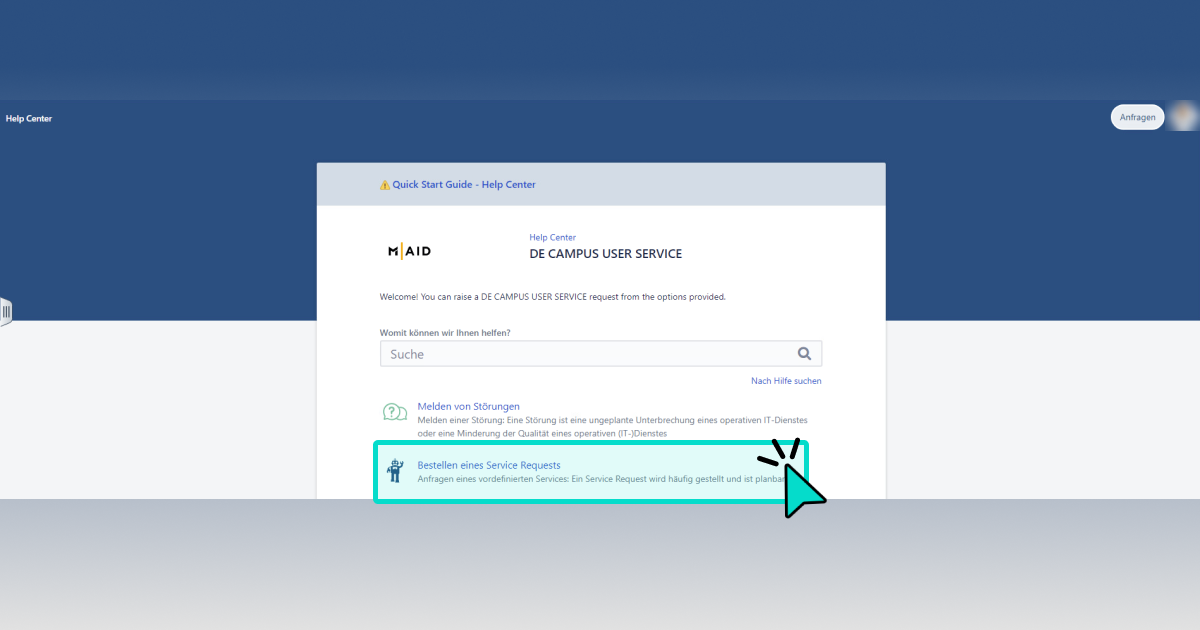 Help Center
Anfragen
Quick Start Guide - Help Center
M|AID
Help Center
DE CAMPUS USER SERVICE
Welcome! You can raise a DE CAMPUS USER SERVICE request from the options provided.
Womit können wir Ihnen helfen?
Suche
Nach Hilfe suchen
Melden von Störungen
Melden einer Störung: Eine Störung ist eine ungeplante Unterbrechung eines operativen IT-Dienstes
oder eine Minderung der Qualität eines operativen (IT-)Dienstes
Bestellen eines Service Requests
Anfragen eines vordefinierten Services: Ein Service Request wird häufig gestellt und ist planbar